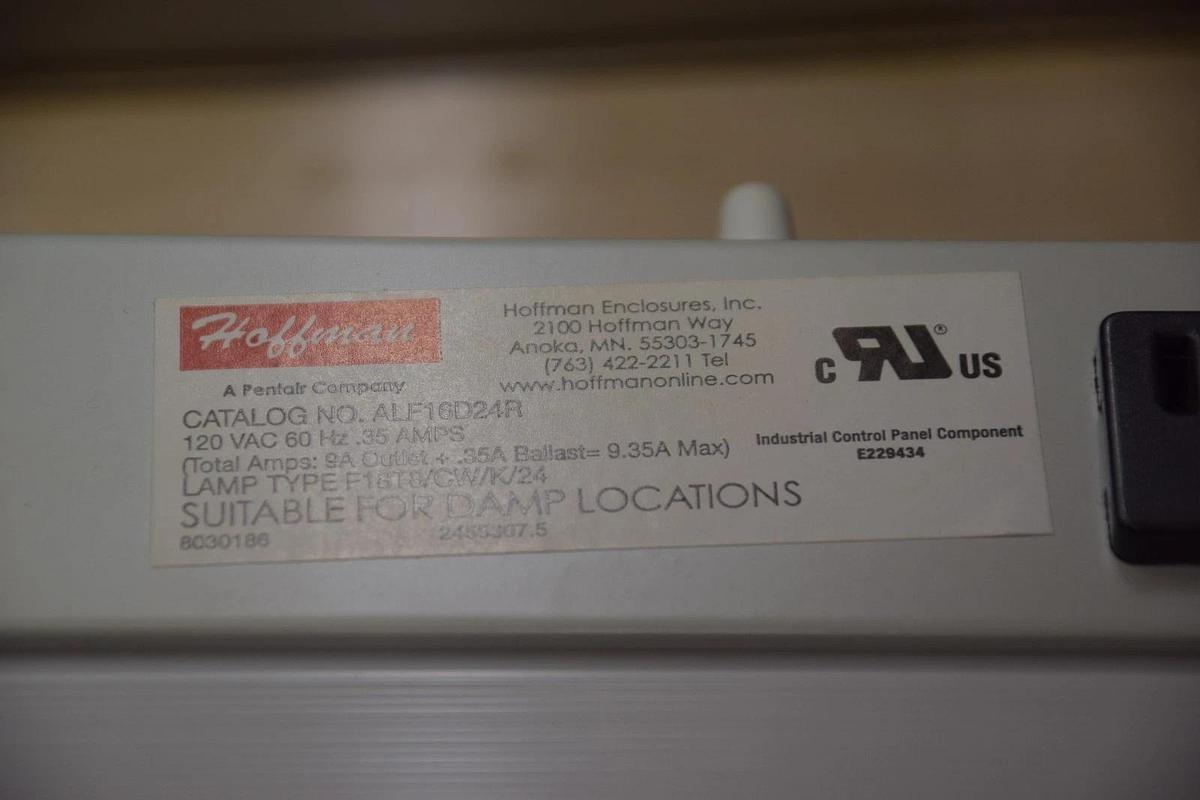 Hoffman
A Pentair Company
Hoffman Enclosures, Inc.
2100 Hoffman Way
Anoka, MN. 55303-1745
(763) 422-2211 Tel
www.hoffmanonline.com
CATALOG NO. ALF16D24R
120 VAC 60 Hz .35 AMPS
(Total Amps: 9A Outlet + .35A Ballast= 9.35A Max)
LAMP TYPE F15T8/CW/K/24
SUITABLE FOR DAMP LOCATIONS
8030186
C RU ® US
Industrial Control Panel Component
E229434